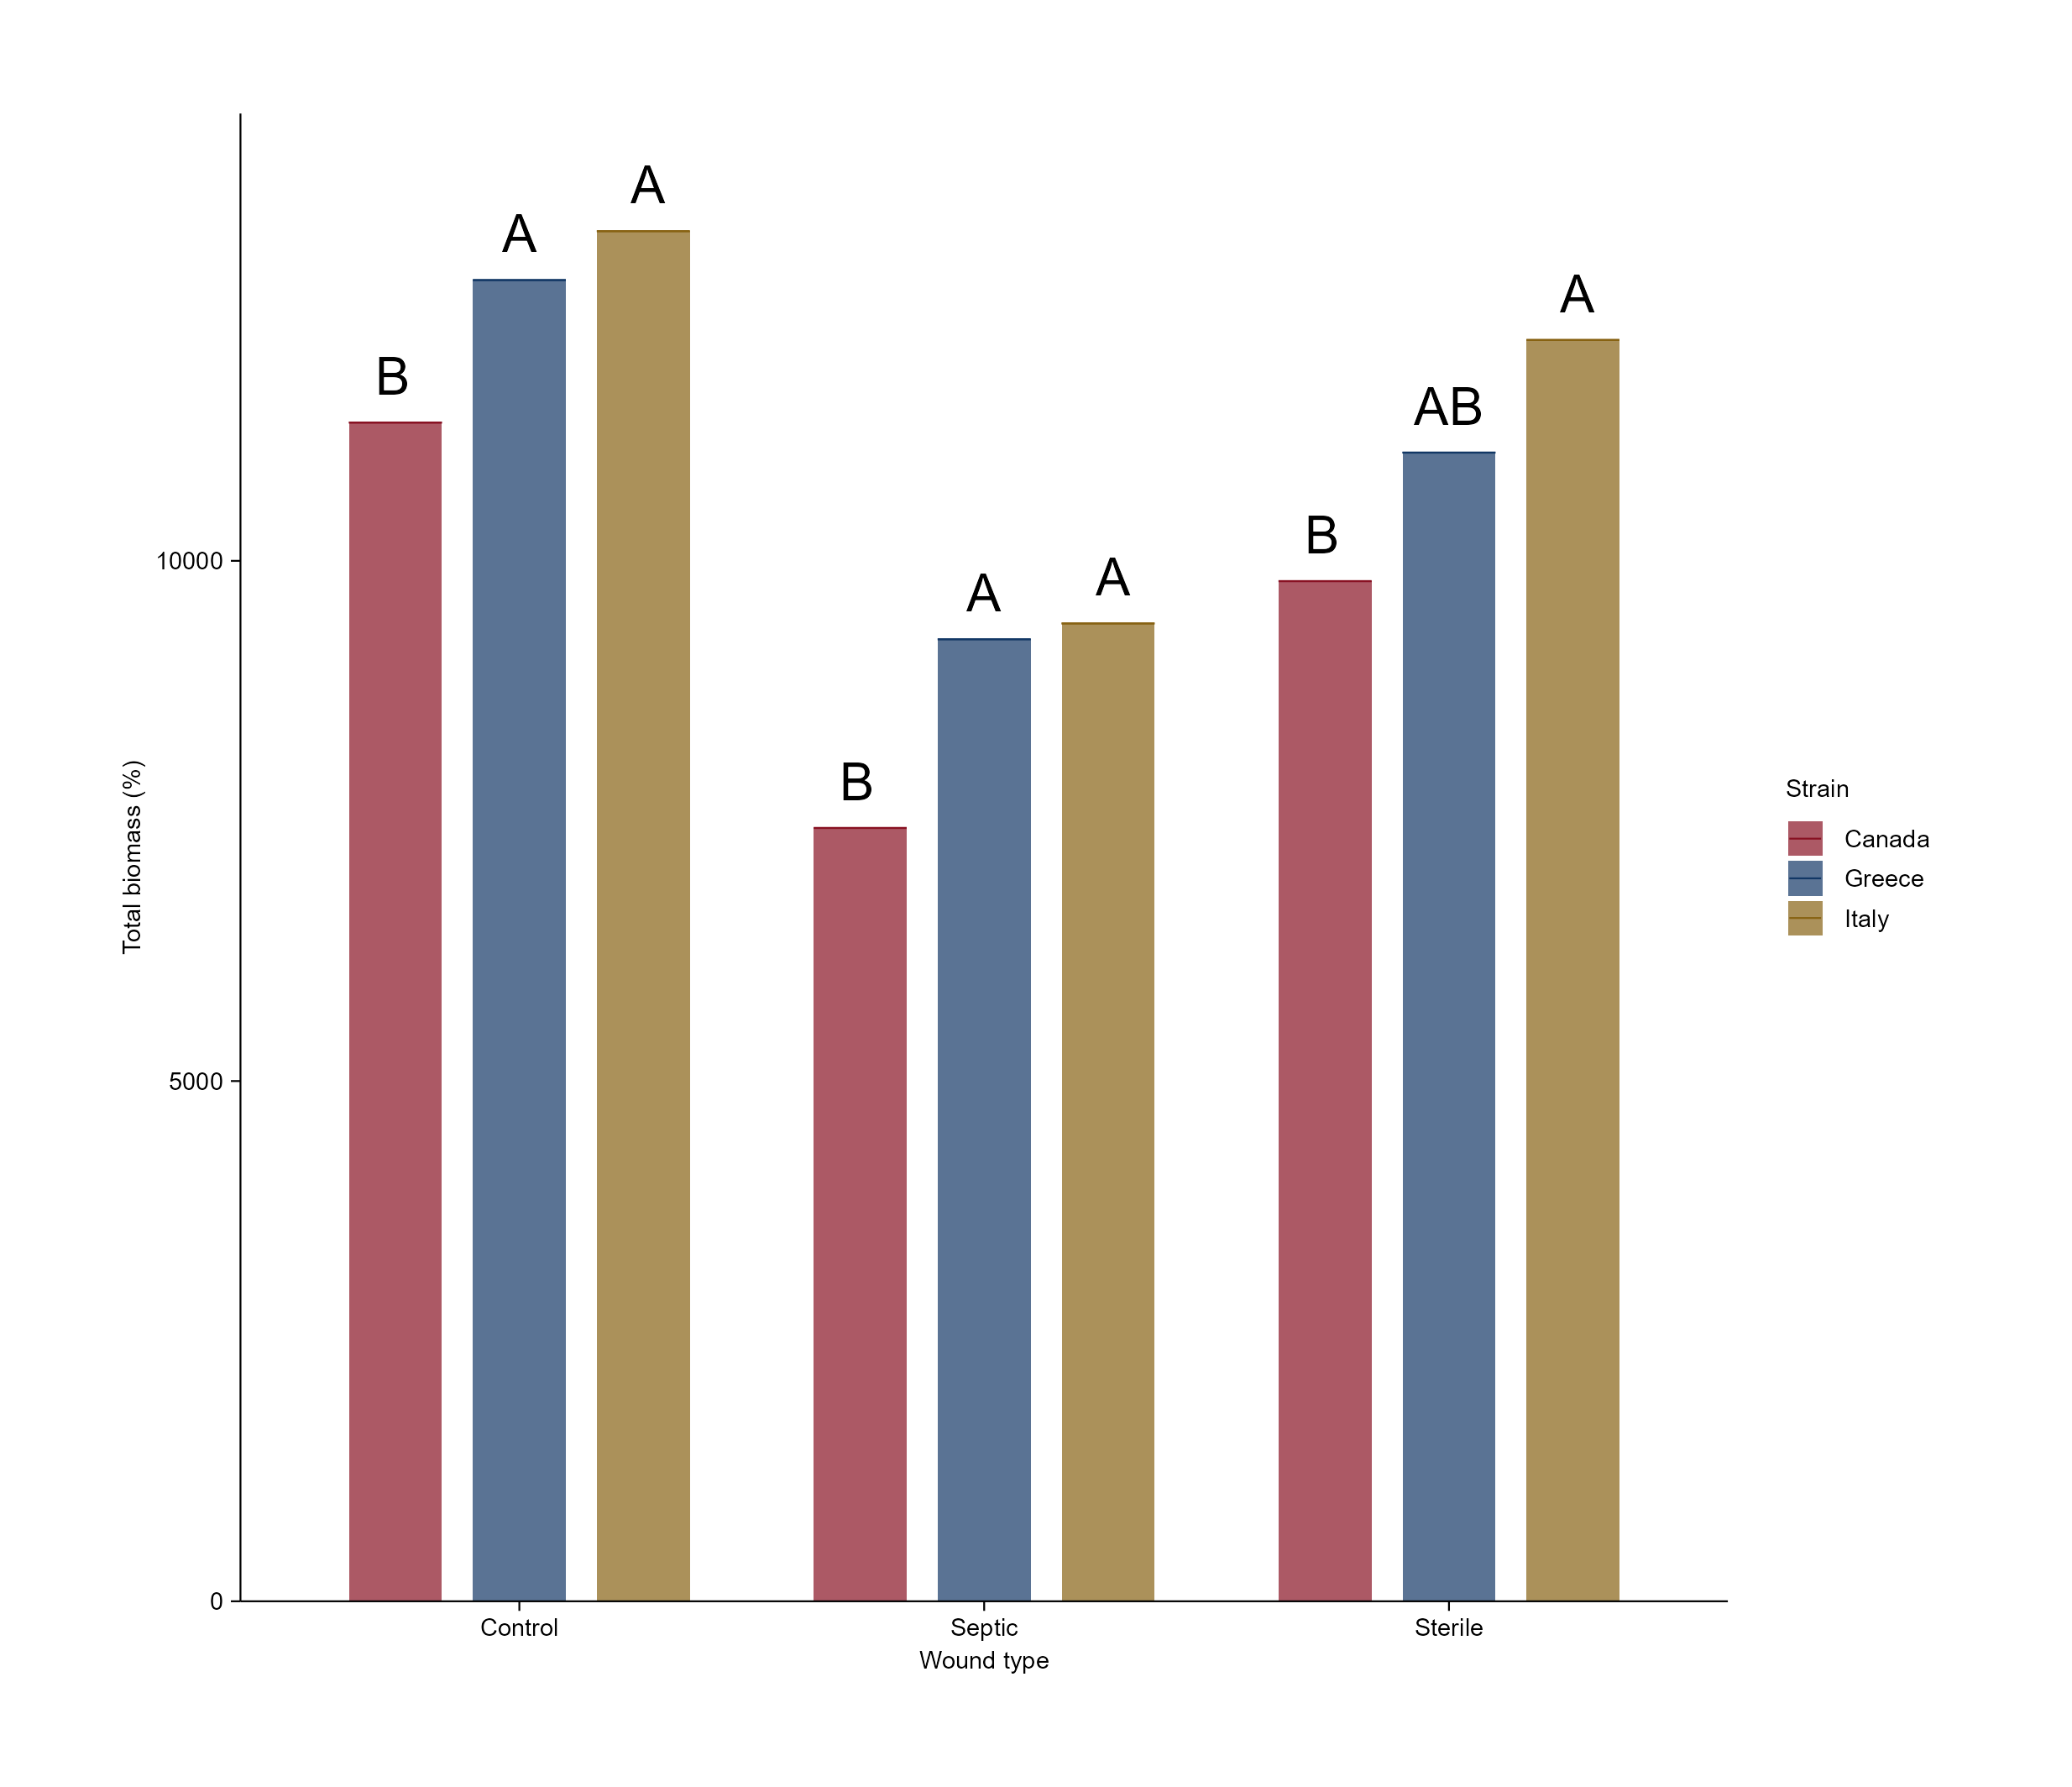 A
A
B
A
AB
B
A
A
B
10000
5000
0
Total biomass (%)
Control
Septic
Sterile
Wound type
Strain
Canada
Greece
Italy